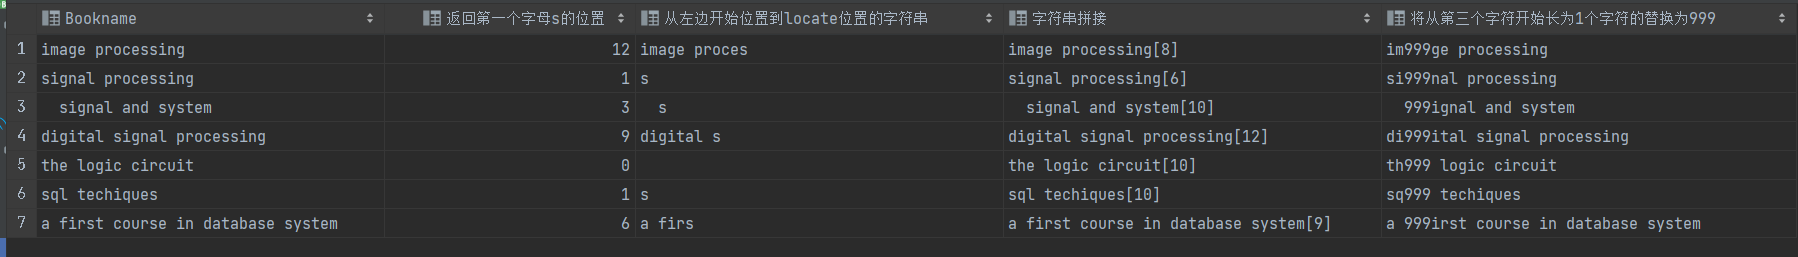 Bookname 返回第一个字母s的位置 从左边开始位置到locate位置的字符串 字符串拼接 将从第三个字符开始长为1个字符的替换为999
1 image processing 12 image proces image processing[8] im999ge processing
2 signal processing 1 s signal processing[6] si999nal processing
3 signal and system 3 s signal and system[10] 999ignal and system
4 digital signal processing 9 digital s digital signal processing[12] di999ital signal processing
5 the logic circuit 0 the logic circuit[10] th999 logic circuit
6 sql techiques 1 s sql techiques[10] sq999 techiques
7 a first course in database system 6 a firs a first course in database system[9] a 999irst course in database system